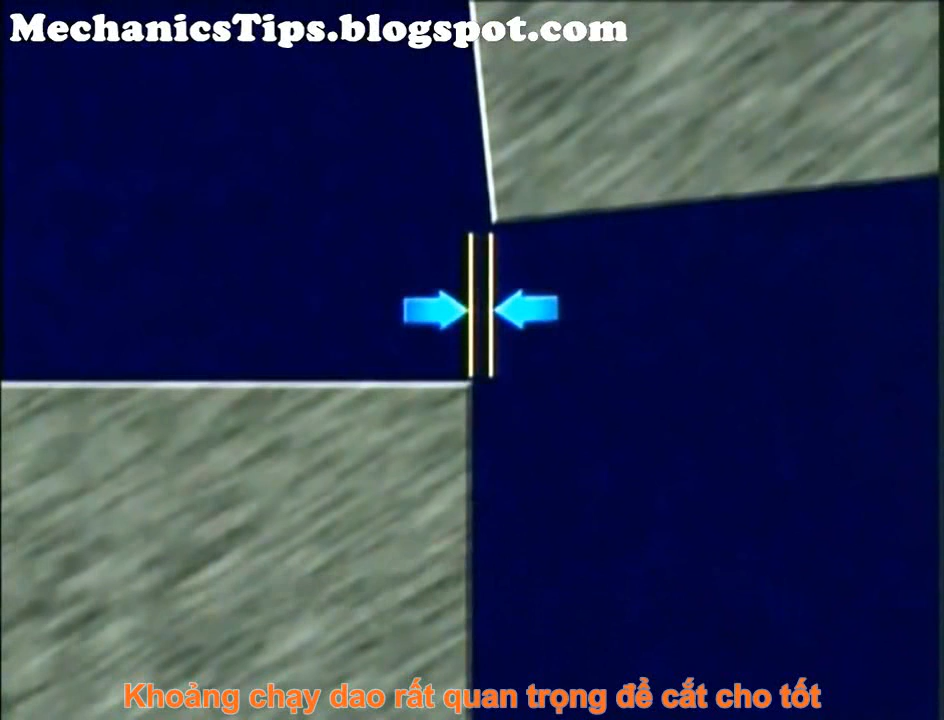 MechanicsTips.blogspot.com
Khoảng chạy dao rất quan trọng để cắt cho tốt